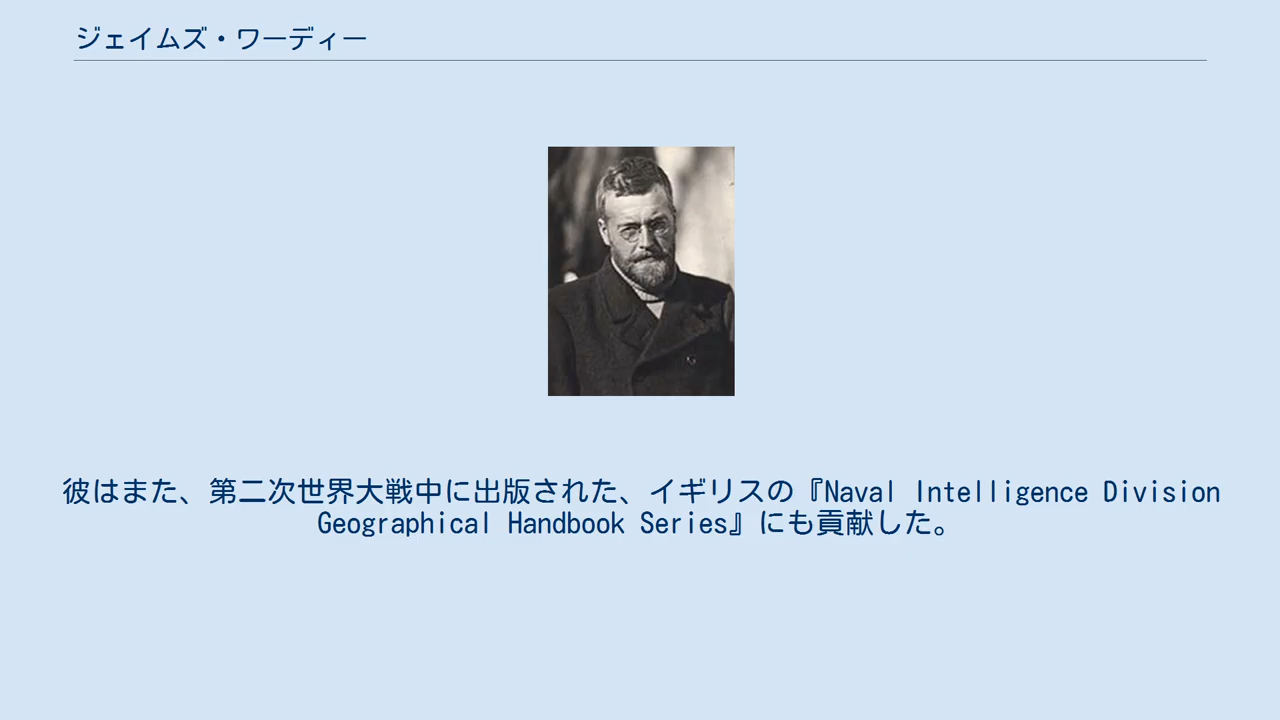 ジェイムズ・ワーディー
彼はまた、第二次世界大戦中に出版された、イギリスの『Naval Intelligence Division
Geographical Handbook Series』にも貢献した。